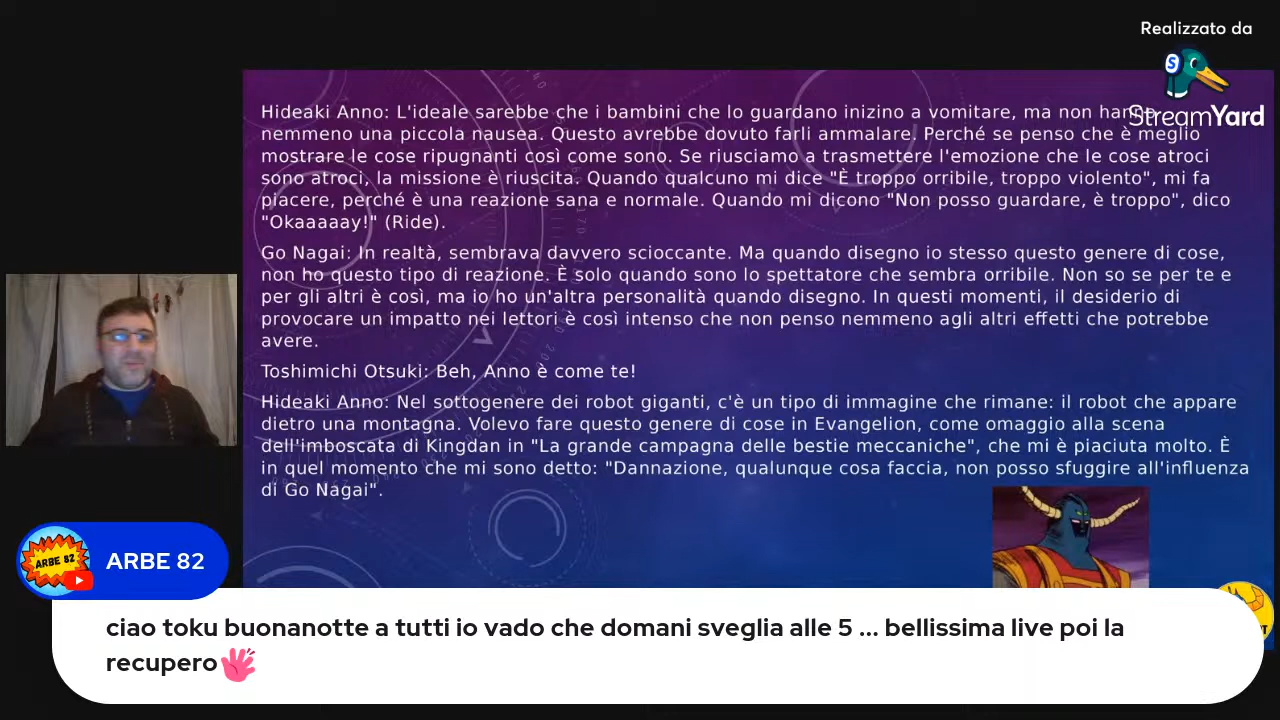 Realizzato da
StreamYard
Hideaki Anno: L'ideale sarebbe che i bambini che lo guardano inizino a vomitare, ma non
nemmeno una piccola nausea. Questo avrebbe dovuto farli ammalare. Perché se penso che è meglio
mostrare le cose ripugnanti così come sono. Se riusciamo a trasmettere l'emozione che le cose atroci
sono atroci, la missione è riuscita. Quando qualcuno mi dice "È troppo orribile, troppo violento", mi fa
piacere, perché è una reazione sana e normale. Quando mi dicono "Non posso guardare, è troppo", dico
"Okaaaaay!" (Ride).
Go Nagai: In realtà, sembrava davvero scioccante. Ma quando disegno io stesso questo genere di cose,
non ho questo tipo di reazione. È solo quando sono lo spettatore che sembra orribile. Non so se per te e
per gli altri è così, ma io ho un'altra personalità quando disegno. In questi momenti, il desiderio di
provocare un impatto nei lettori è così intenso che non penso nemmeno agli altri effetti che potrebbe
avere.
Toshimichi Otsuki: Beh, Anno è come te!
Hideaki Anno: Nel sottogenere dei robot giganti, c'è un tipo di immagine che rimane: il robot che appare
dietro una montagna. Volevo fare questo genere di cose in Evangelion, come omaggio alla scena
dell'imboscata di Kingdan in "La grande campagna delle bestie meccaniche", che mi è piaciuta molto. È
in quel momento che mi sono detto: "Dannazione, qualunque cosa faccia, non posso sfuggire all'influenza
di Go Nagai".
ARBE 82
ARBE 82
ciao toku buonanotte a tutti io vado che domani sveglia alle 5 ... bellissima live poi la
recupero